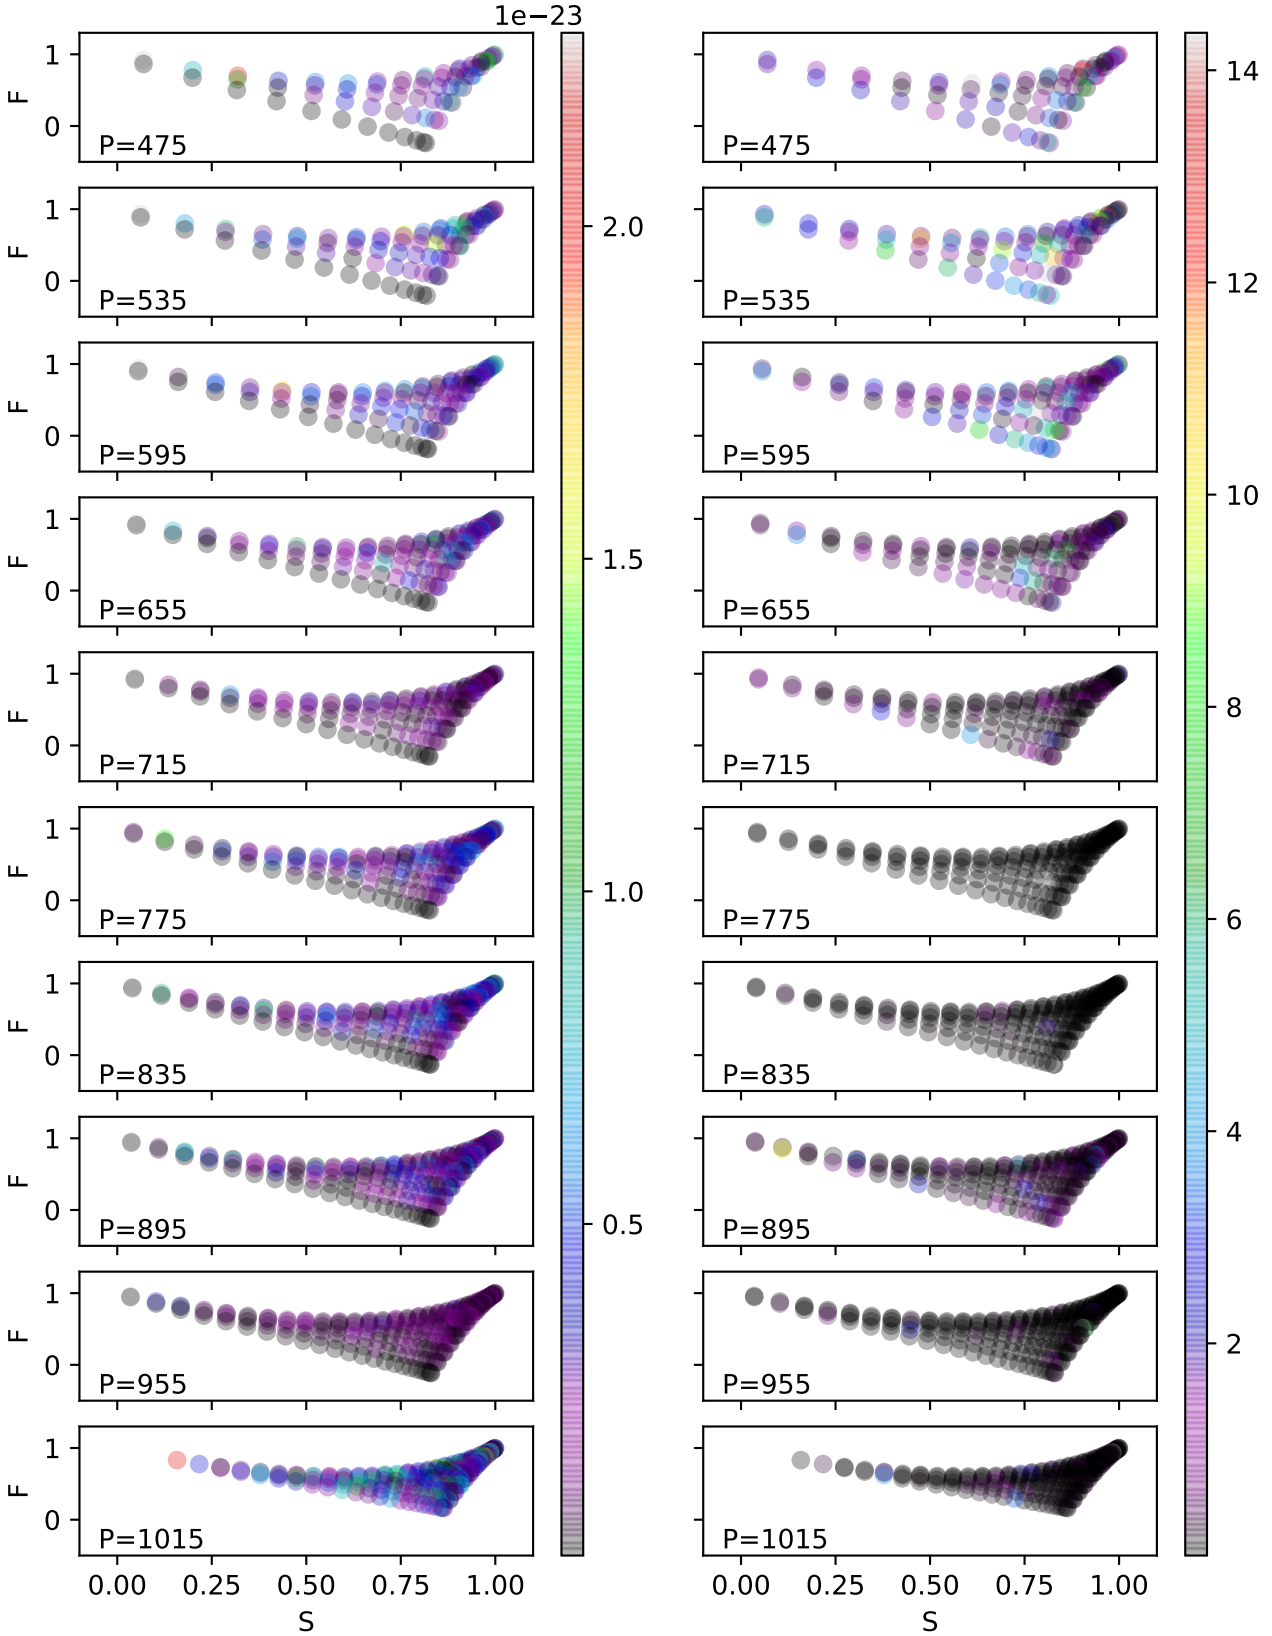 1e−23
F 1 0 P=475 P=475 14
F 1 0 P=535 P=535 2.0 12
F 1 0 P=595 P=595 10
F 1 0 P=655 P=655 1.5
F 1 0 P=715 P=715 8
F 1 0 P=775 P=775 1.0 6
F 1 0 P=835 P=835
F 1 0 P=895 P=895 0.5 4
F 1 0 P=955 P=955 2
F 1 0 P=1015 P=1015
0.00 0.25 0.50 0.75 1.00 0.00 0.25 0.50 0.75 1.00
S S